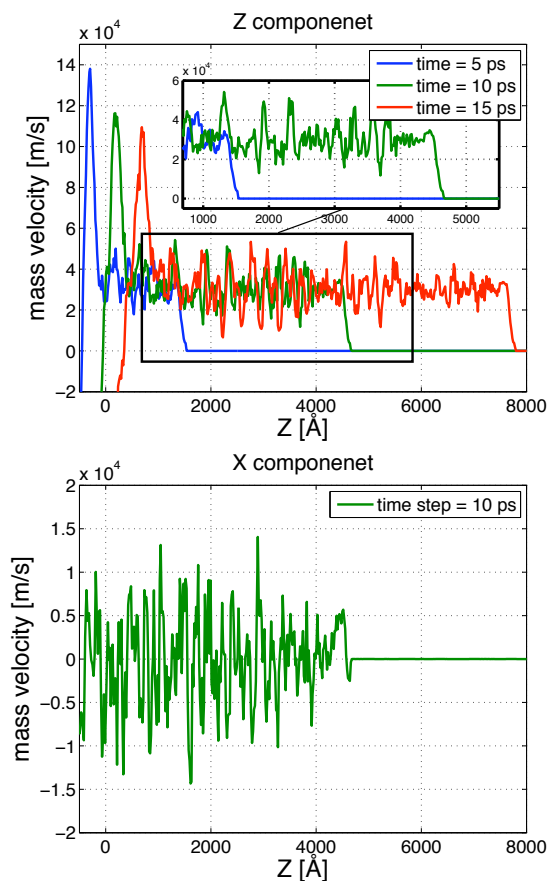 Z componenet
x 10^4
14
12
10
8
6
4
2
0
−2
mass velocity [m/s]
0 2000 4000 6000 8000
Z [Å]
time = 5 ps
time = 10 ps
time = 15 ps
x 10^4
6
4
2
0
1000 2000 3000 4000 5000
X componenet
x 10^4
2
1.5
1
0.5
0
−0.5
−1
−1.5
−2
mass velocity [m/s]
0 2000 4000 6000 8000
Z [Å]
time step = 10 ps